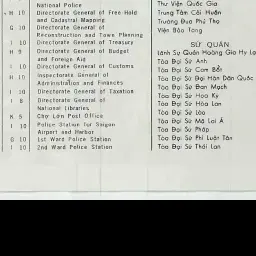 National Police
H 10 Directorate General of Free-Hold
and Cadastral Mapping
G 10 Directorate General of
Reconstruction and Town Planning
I 10 Directorate General of Treasury
H 9 Directorate General of Budget
and Foreign Aid
I 10 Directorate General of Customs
H 10 Inspectorate General of
Administration and Finances
I 10 Directorate General of Taxation
I 8 Directorate General of
National Libraries
K 5 Cho Lon Post Office
I 10 Police Station for Saigon
Airport and Harbor
G 10 1st Ward Police Station
I 10 2nd Ward Police Station
Thư Viện Quốc Gia
Trung Tâm Cải Huấn
Trường Đua Phú Thọ
Viện Bảo Tàng
SỨ QUÁN
Lãnh Sự Quán Hoàng Gia Hy Lạ
Tòa Đại Sứ Anh
Tòa Đại Sứ Cam Bốt
Tòa Đại Sứ Đại Hàn Dân Quốc
Tòa Đại Sứ Đan Mạch
Tòa Đại Sứ Hoa Kỳ
Tòa Đại Sứ Hòa Lan
Tòa Đại Sứ Lào
Tòa Đại Sứ Mã Lai Á
Tòa Đại Sứ Pháp
Tòa Đại Sứ Phi Luật Tân
Tòa Đại Sứ Thái Lan